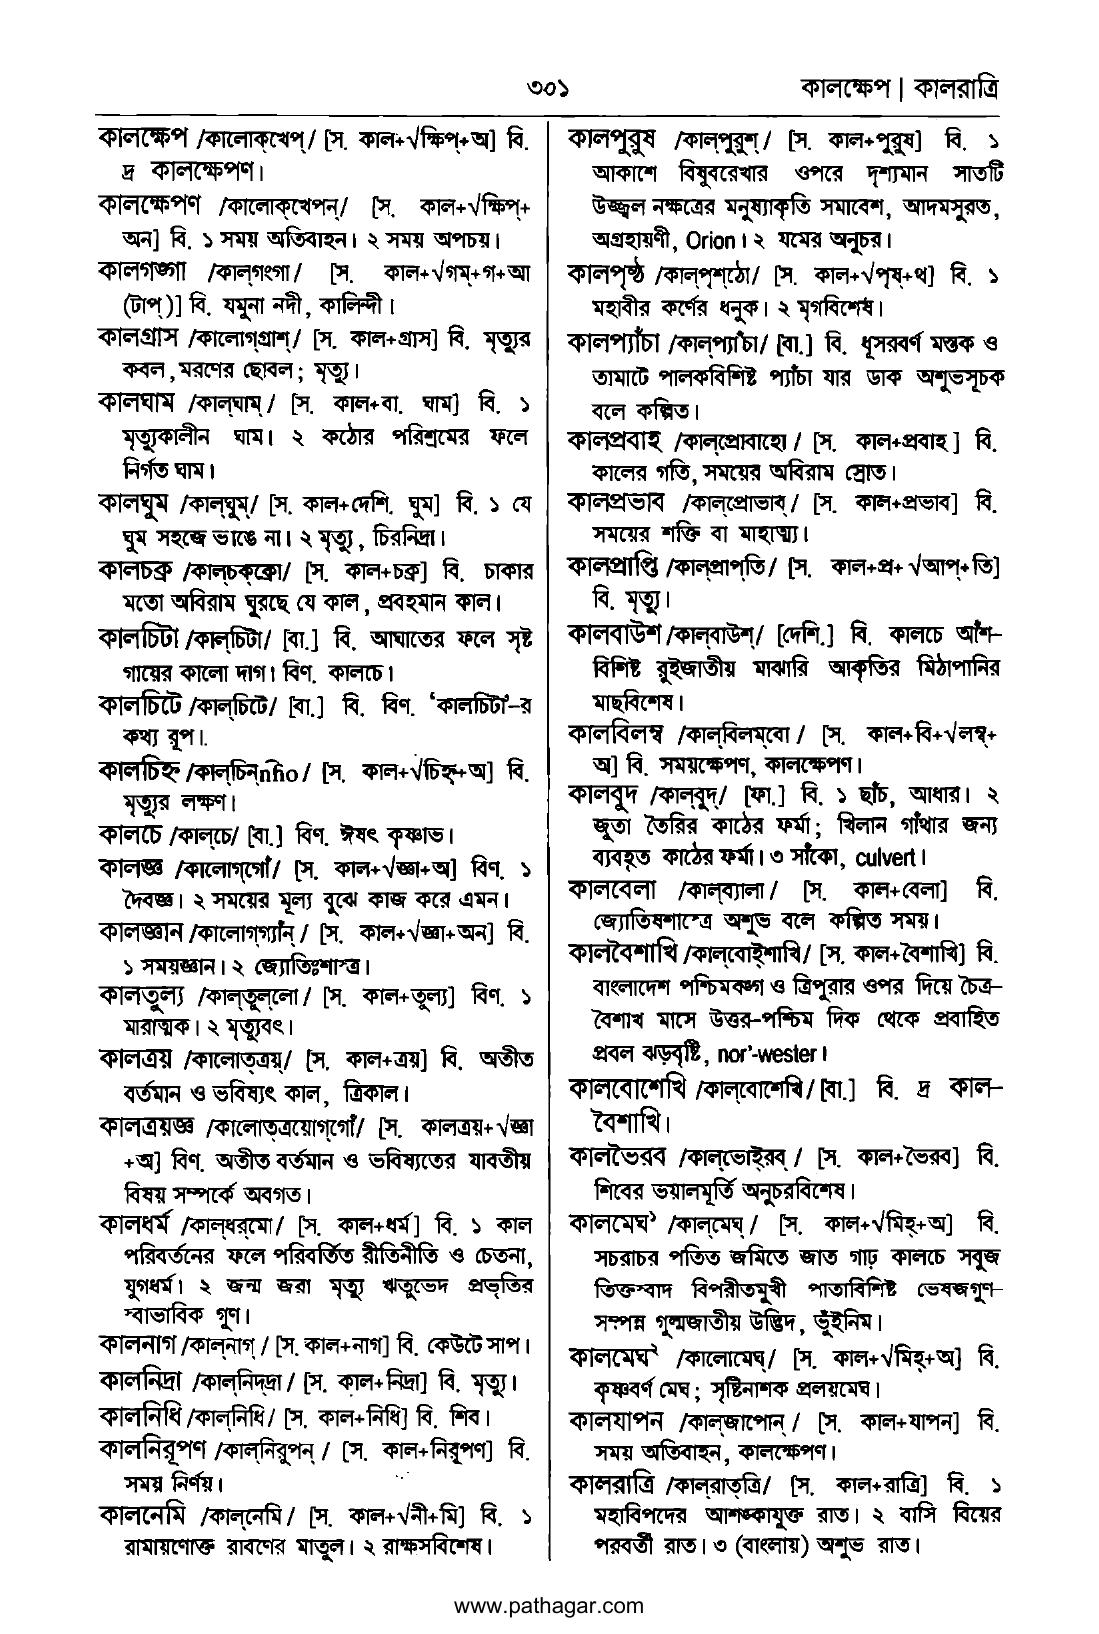 ৩০১
কালক্ষেপ | কালরাত্রি
কালক্ষেপ /কালোক্‌খেপ্‌/ [স. কাল+√ক্ষিপ্‌+অ] বি.
দ্র কালক্ষেপণ।
কালক্ষেপণ /কালোক্‌খেপন্‌/ [স. কাল+√ক্ষিপ্‌+
অন] বি. ১ সময় অতিবাহন। ২ সময় অপচয়।
কালগঙ্গা /কাল্‌গংগা/ [স. কাল+√গম্‌+গ+আ
(টাপ্‌)] বি. যমুনা নদী, কালিন্দী।
কালগ্রাস /কালোগ্‌গ্রাশ্‌/ [স. কাল+গ্রাস] বি. মৃত্যুর
কবল, মরণের ছোবল; মৃত্যু।
কালঘাম /কাল্‌ঘাম্‌/ [স. কাল+বা. ঘাম] বি. ১
মৃত্যুকালীন ঘাম। ২ কঠোর পরিশ্রমের ফলে
নির্গত ঘাম।
কালঘুম /কাল্‌ঘুম্‌/ [স. কাল+দেশি. ঘুম] বি. ১ যে
ঘুম সহজে ভাঙে না। ২ মৃত্যু, চিরনিদ্রা।
কালচক্র /কাল্‌চক্‌ক্রো/ [স. কাল+চক্র] বি. চাকার
মতো অবিরাম ঘুরছে যে কাল, প্রবহমান কাল।
কালচিটা /কাল্‌চিটা/ [বা.] বি. আঘাতের ফলে সৃষ্ট
গায়ের কালো দাগ। বিণ. কালচে।
কালচিটে /কাল্‌চিটে/ [বা.] বি. বিণ. ‘কালচিটা’-র
কথ্য রূপ।
কালচিহ্ন /কাল্‌চিন্‌n̂ho/ [স. কাল+√চিহ্ন+অ] বি.
মৃত্যুর লক্ষণ।
কালচে /কাল্‌চে/ [বা.] বিণ. ঈষৎ কৃষ্ণাভ।
কালজ্ঞ /কালোগ্‌গোঁ/ [স. কাল+√জ্ঞা+অ] বিণ. ১
দৈবজ্ঞ। ২ সময়ের মূল্য বুঝে কাজ করে এমন।
কালজ্ঞান /কালোগ্‌গ্যাঁন্‌/ [স. কাল+√জ্ঞা+অন] বি.
১ সময়জ্ঞান। ২ জ্যোতিঃশাস্ত্র।
কালতুল্য /কাল্‌তুল্‌লো/ [স. কাল+তুল্য] বিণ. ১
মারাত্মক। ২ মৃত্যুবৎ।
কালত্রয় /কালোত্‌ত্রয়্‌/ [স. কাল+ত্রয়] বি. অতীত
বর্তমান ও ভবিষ্যৎ কাল, ত্রিকাল।
কালত্রয়জ্ঞ /কালোত্‌ত্রয়োগ্‌গোঁ/ [স. কালত্রয়+√জ্ঞা
+অ] বিণ. অতীত বর্তমান ও ভবিষ্যতের যাবতীয়
বিষয় সম্পর্কে অবগত।
কালধর্ম /কাল্‌ধর্‌মো/ [স. কাল+ধর্ম] বি. ১ কাল
পরিবর্তনের ফলে পরিবর্তিত রীতিনীতি ও চেতনা,
যুগধর্ম। ২ জন্ম জরা মৃত্যু ঋতুভেদ প্রভৃতির
স্বাভাবিক গুণ।
কালনাগ /কাল্‌নাগ্‌/ [স. কাল+নাগ] বি. কেউটে সাপ।
কালনিদ্রা /কাল্‌নিদ্‌দ্রা/ [স. কাল+নিদ্রা] বি. মৃত্যু।
কালনিধি /কাল্‌নিধি/ [স. কাল+নিধি] বি. শিব।
কালনিরূপণ /কাল্‌নিরুপন্‌/ [স. কাল+নিরূপণ] বি.
সময় নির্ণয়।
কালনেমি /কাল্‌নেমি/ [স. কাল+√নী+মি] বি. ১
রামায়ণোক্ত রাবণের মাতুল। ২ রাক্ষসবিশেষ।
কালপুরুষ /কাল্‌পুরুশ্‌/ [স. কাল+পুরুষ] বি. ১
আকাশে বিষুবরেখার ওপরে দৃশ্যমান সাতটি
উজ্জ্বল নক্ষত্রের মনুষ্যাকৃতি সমাবেশ, আদমসুরত,
অগ্রহায়ণী, Orion। ২ যমের অনুচর।
কালপৃষ্ঠ /কাল্‌পৃশ্‌ঠো/ [স. কাল+√পৃষ্‌+থ] বি. ১
মহাবীর কর্ণের ধনুক। ২ মৃগবিশেষ।
কালপ্যাঁচা /কাল্‌প্যাঁচা/ [বা.] বি. ধূসরবর্ণ মস্তক ও
তামাটে পালকবিশিষ্ট প্যাঁচা যার ডাক অশুভসূচক
বলে কল্পিত।
কালপ্রবাহ /কাল্‌প্রোবাহো/ [স. কাল+প্রবাহ] বি.
কালের গতি, সময়ের অবিরাম স্রোত।
কালপ্রভাব /কাল্‌প্রোভাব্‌/ [স. কাল+প্রভাব] বি.
সময়ের শক্তি বা মাহাত্ম্য।
কালপ্রাপ্তি /কাল্‌প্রাপ্‌তি/ [স. কাল+প্র+√আপ্‌+তি]
বি. মৃত্যু।
কালবাউশ /কাল্‌বাউশ্‌/ [দেশি.] বি. কালচে আঁশ-
বিশিষ্ট রুইজাতীয় মাঝারি আকৃতির মিঠাপানির
মাছবিশেষ।
কালবিলম্ব /কাল্‌বিলম্‌বো/ [স. কাল+বি+√লম্ব+
অ] বি. সময়ক্ষেপণ, কালক্ষেপণ।
কালবুদ /কাল্‌বুদ্‌/ [ফা.] বি. ১ ছাঁচ, আধার। ২
জুতা তৈরির কাঠের ফর্মা; খিলান গাঁথার জন্য
ব্যবহৃত কাঠের ফর্মা। ৩ সাঁকো, culvert।
কালবেলা /কাল্‌ব্যালা/ [স. কাল+বেলা] বি.
জ্যোতিষশাস্ত্রে অশুভ বলে কল্পিত সময়।
কালবৈশাখি /কাল্‌বোই্‌শাখি/ [স. কাল+বৈশাখি] বি.
বাংলাদেশ পশ্চিমবঙ্গ ও ত্রিপুরার ওপর দিয়ে চৈত্র-
বৈশাখ মাসে উত্তর-পশ্চিম দিক থেকে প্রবাহিত
প্রবল ঝড়বৃষ্টি, nor’-wester।
কালবোশেখি /কাল্‌বোশেখি/ [বা.] বি. দ্র কাল-
বৈশাখি।
কালভৈরব /কাল্‌ভোই্‌রব্‌/ [স. কাল+ভৈরব] বি.
শিবের ভয়ালমূর্তি অনুচরবিশেষ।
কালমেঘ¹ /কাল্‌মেঘ্‌/ [স. কাল+√মিহ্‌+অ] বি.
সচরাচর পতিত জমিতে জাত গাঢ় কালচে সবুজ
তিক্তস্বাদ বিপরীতমুখী পাতাবিশিষ্ট ভেষজগুণ-
সম্পন্ন গুল্মজাতীয় উদ্ভিদ, ভুঁইনিম।
কালমেঘ² /কালোমেঘ্‌/ [স. কাল+√মিহ্‌+অ] বি.
কৃষ্ণবর্ণ মেঘ; সৃষ্টিনাশক প্রলয়মেঘ।
কালযাপন /কাল্‌জাপোন্‌/ [স. কাল+যাপন] বি.
সময় অতিবাহন, কালক্ষেপণ।
কালরাত্রি /কাল্‌রাত্‌ত্রি/ [স. কাল+রাত্রি] বি. ১
মহাবিপদের আশঙ্কাযুক্ত রাত। ২ বাসি বিয়ের
পরবর্তী রাত। ৩ (বাংলায়) অশুভ রাত।
www.pathagar.com